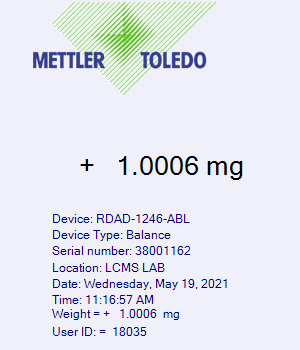 METTLER TOLEDO
+ 1.0006 mg
Device: RDAD-1246-ABL
Device Type: Balance
Serial number: 38001162
Location: LCMS LAB
Date: Wednesday, May 19, 2021
Time: 11:16:57 AM
Weight = + 1.0006 mg
User ID: = 18035